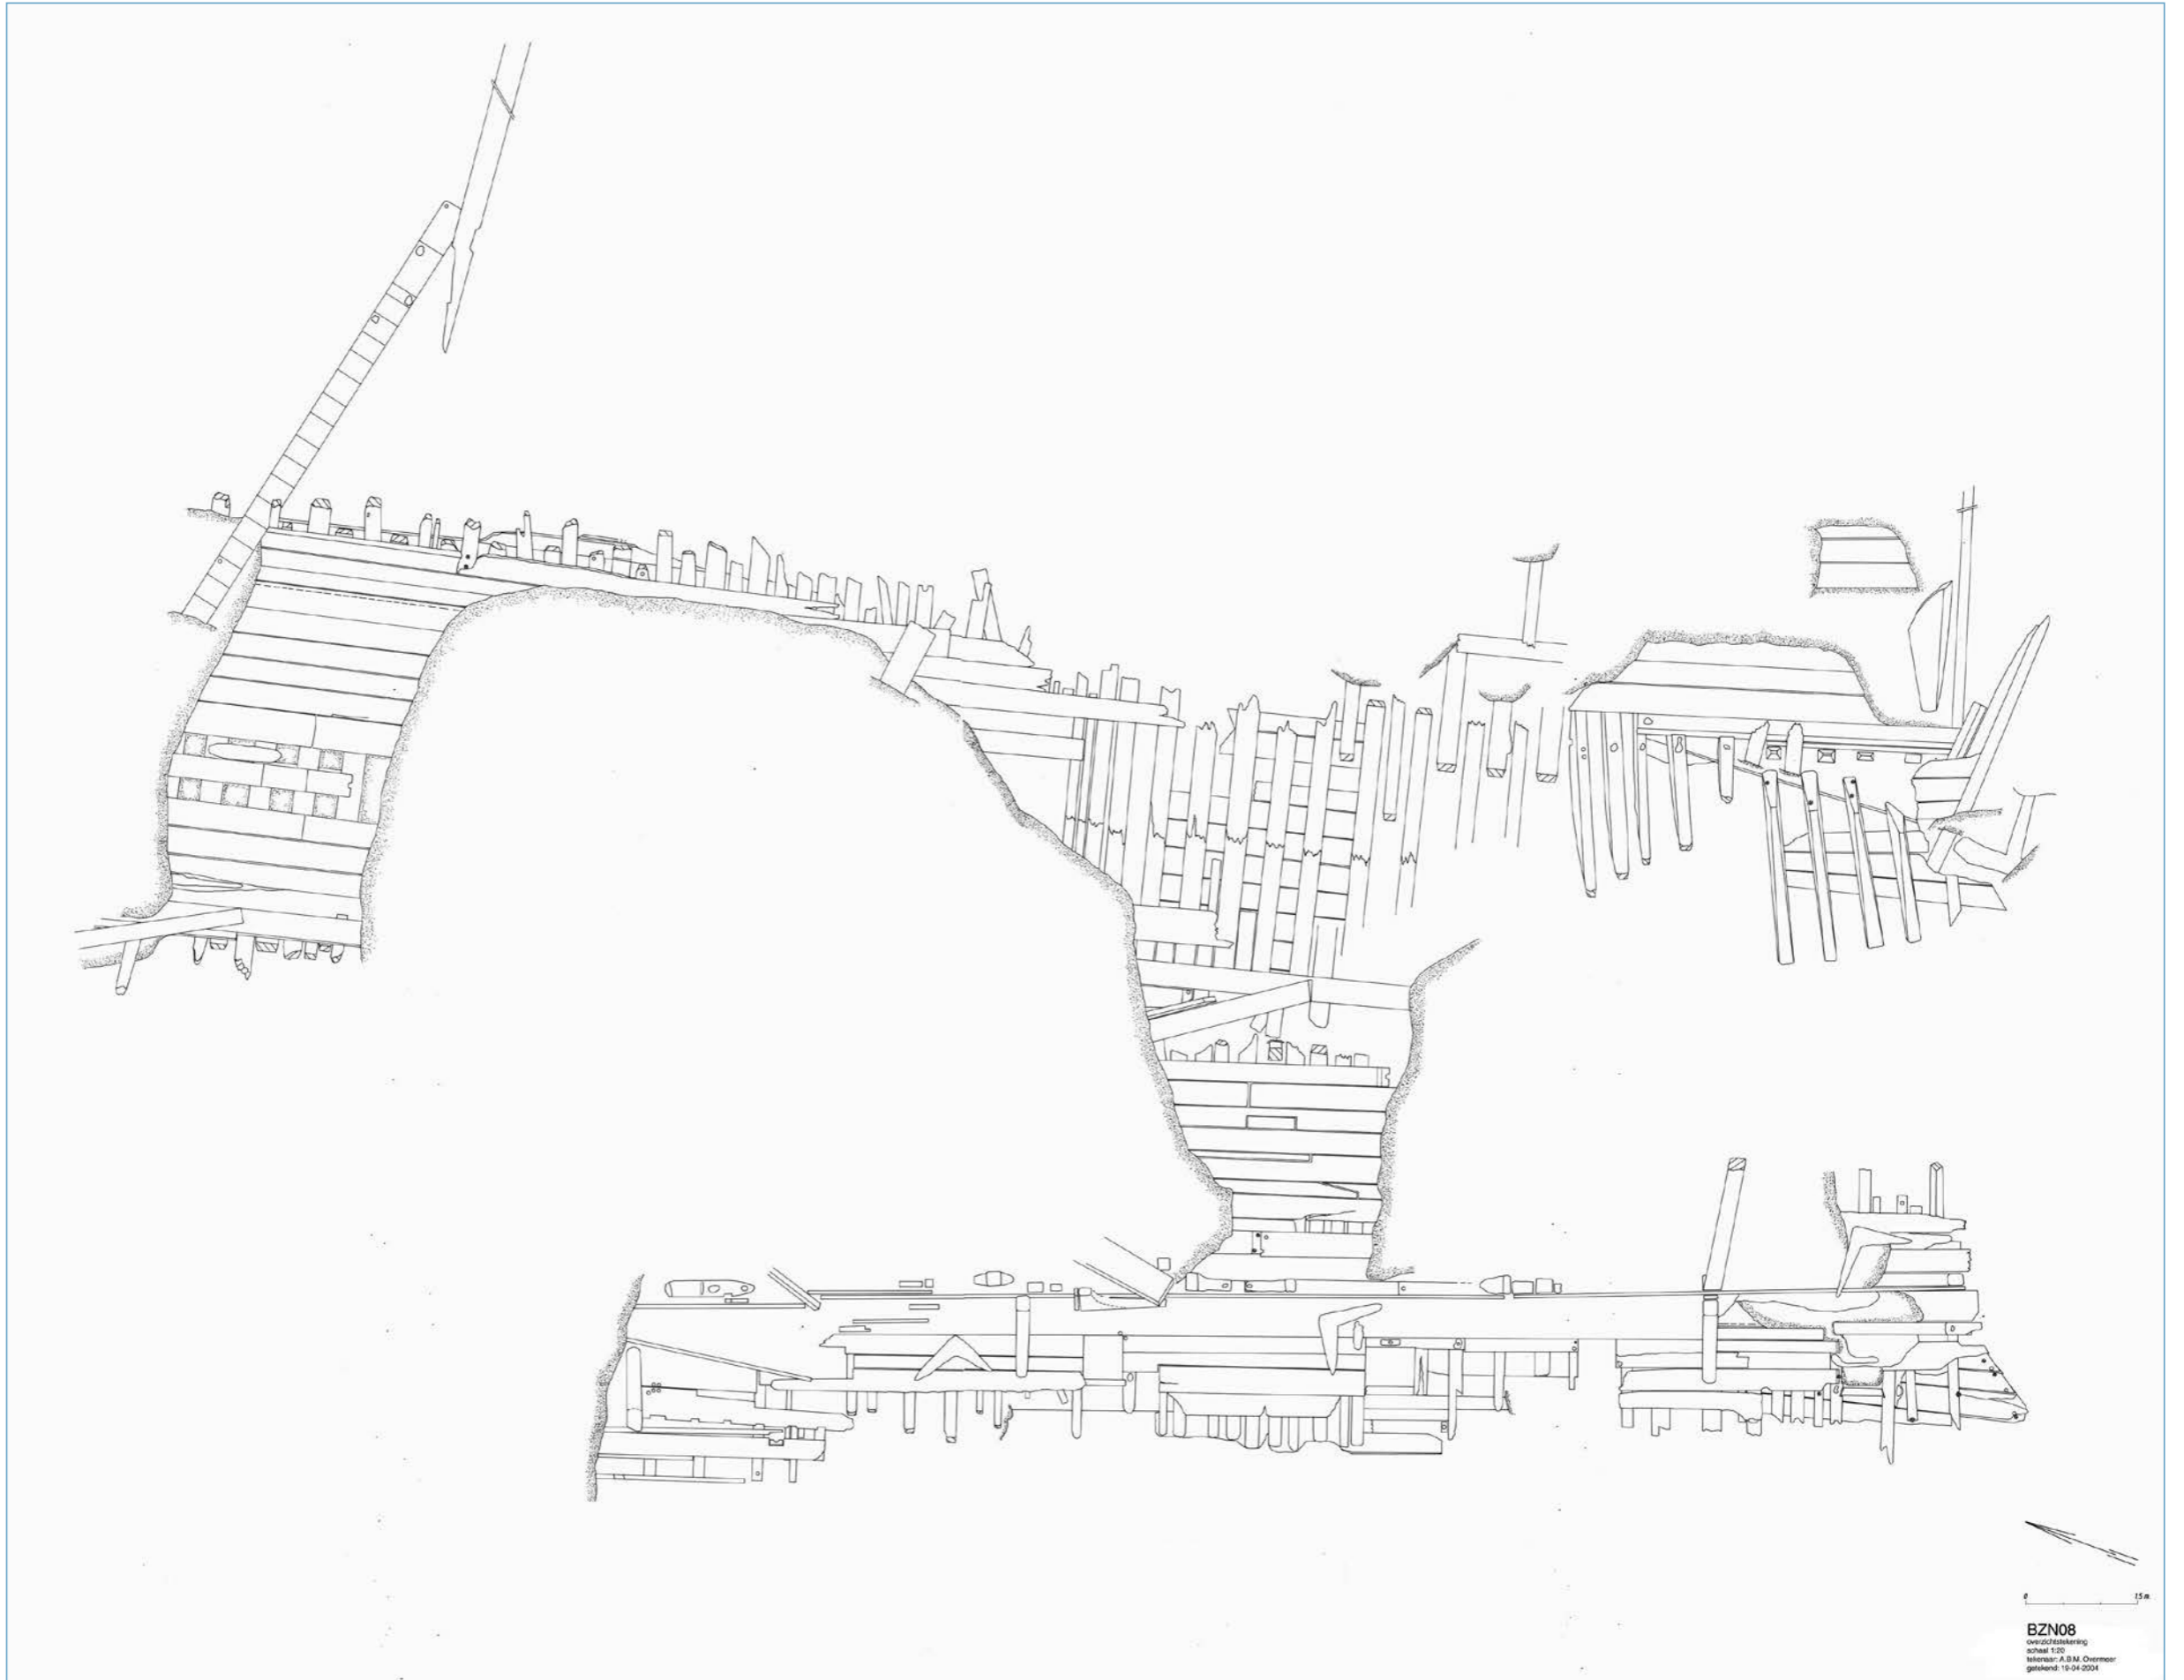 0 1,5 m
BZN08
overzichtstekening
schaal 1:20
tekenaar: A.B.M. Overmeer
getekend: 19-04-2004